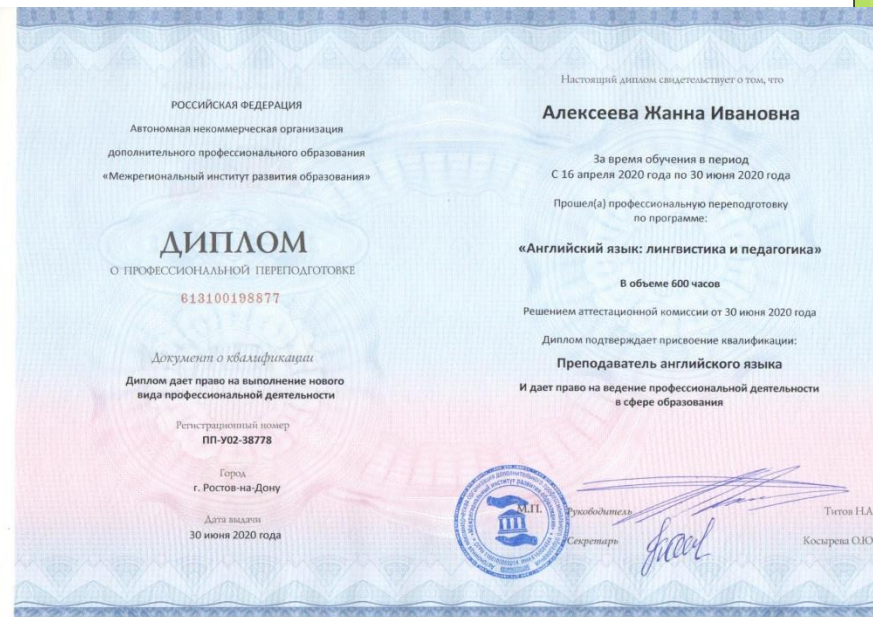 РОССИЙСКАЯ ФЕДЕРАЦИЯ
Автономная некоммерческая организация
дополнительного профессионального образования
«Межрегиональный институт развития образования»
ДИПЛОМ
О ПРОФЕССИОНАЛЬНОЙ ПЕРЕПОДГОТОВКЕ
613100198877
Документ о квалификации
Диплом дает право на выполнение нового
вида профессиональной деятельности
Регистрационный номер
ПП-У02-38778
Город
г. Ростов-на-Дону
Дата выдачи
30 июня 2020 года
Настоящий диплом свидетельствует о том, что
Алексеева Жанна Ивановна
За время обучения в период
С 16 апреля 2020 года по 30 июня 2020 года
Прошел(а) профессиональную переподготовку
по программе:
«Английский язык: лингвистика и педагогика»
В объеме 600 часов
Решением аттестационной комиссии от 30 июня 2020 года
Диплом подтверждает присвоение квалификации:
Преподаватель английского языка
И дает право на ведение профессиональной деятельности
в сфере образования
М.П.
Руководитель
Титов Н.А
Секретарь
Косырева О.Ю